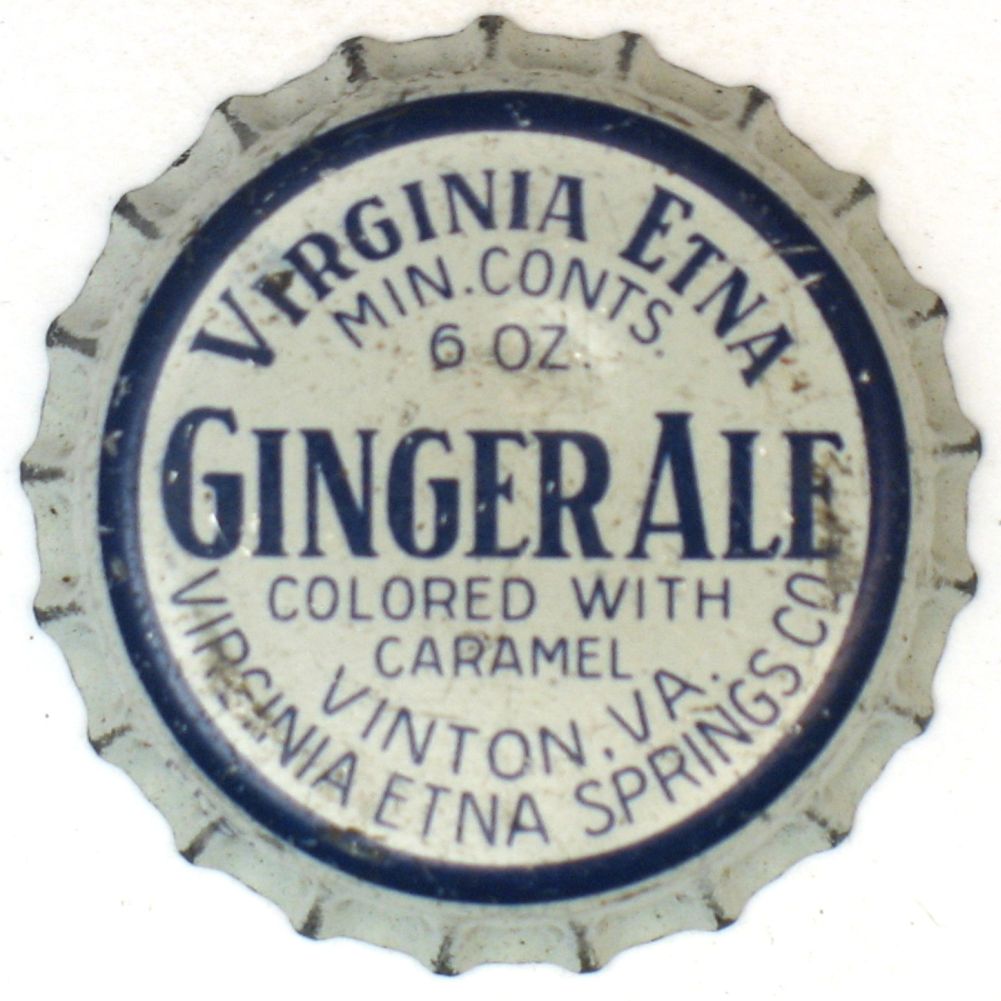 VIRGINIA ETNA
MIN. CONTS.
6 OZ.
GINGER ALE
COLORED WITH
CARAMEL
VINTON, VA.
VIRGINIA ETNA SPRINGS CO.